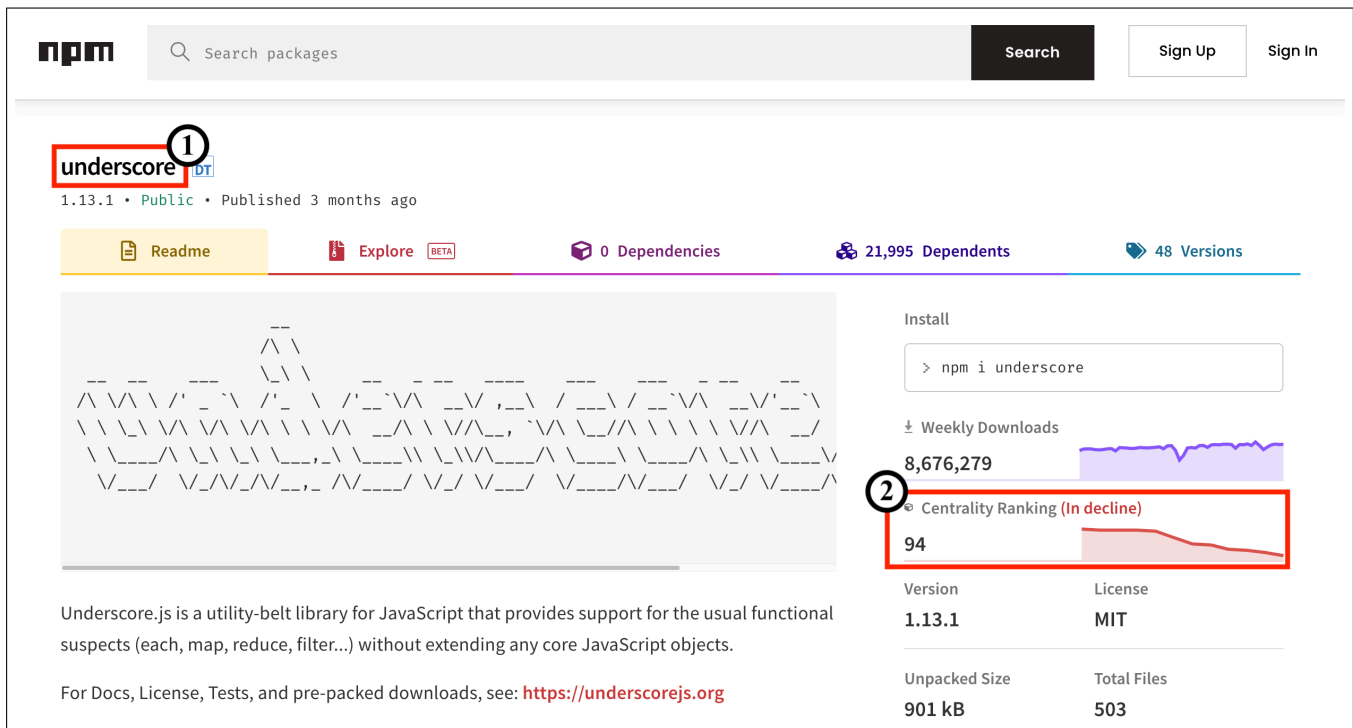 npm
Search packages
Search
Sign Up
Sign In
1
underscore DT
1.13.1 • Public • Published 3 months ago
Readme
Explore BETA
0 Dependencies
21,995 Dependents
48 Versions
Install
> npm i underscore
Weekly Downloads
8,676,279
2
Centrality Ranking (In decline)
94
Version
License
1.13.1
MIT
Unpacked Size
Total Files
901 kB
503
Underscore.js is a utility-belt library for JavaScript that provides support for the usual functional
suspects (each, map, reduce, filter...) without extending any core JavaScript objects.
For Docs, License, Tests, and pre-packed downloads, see: https://underscorejs.org